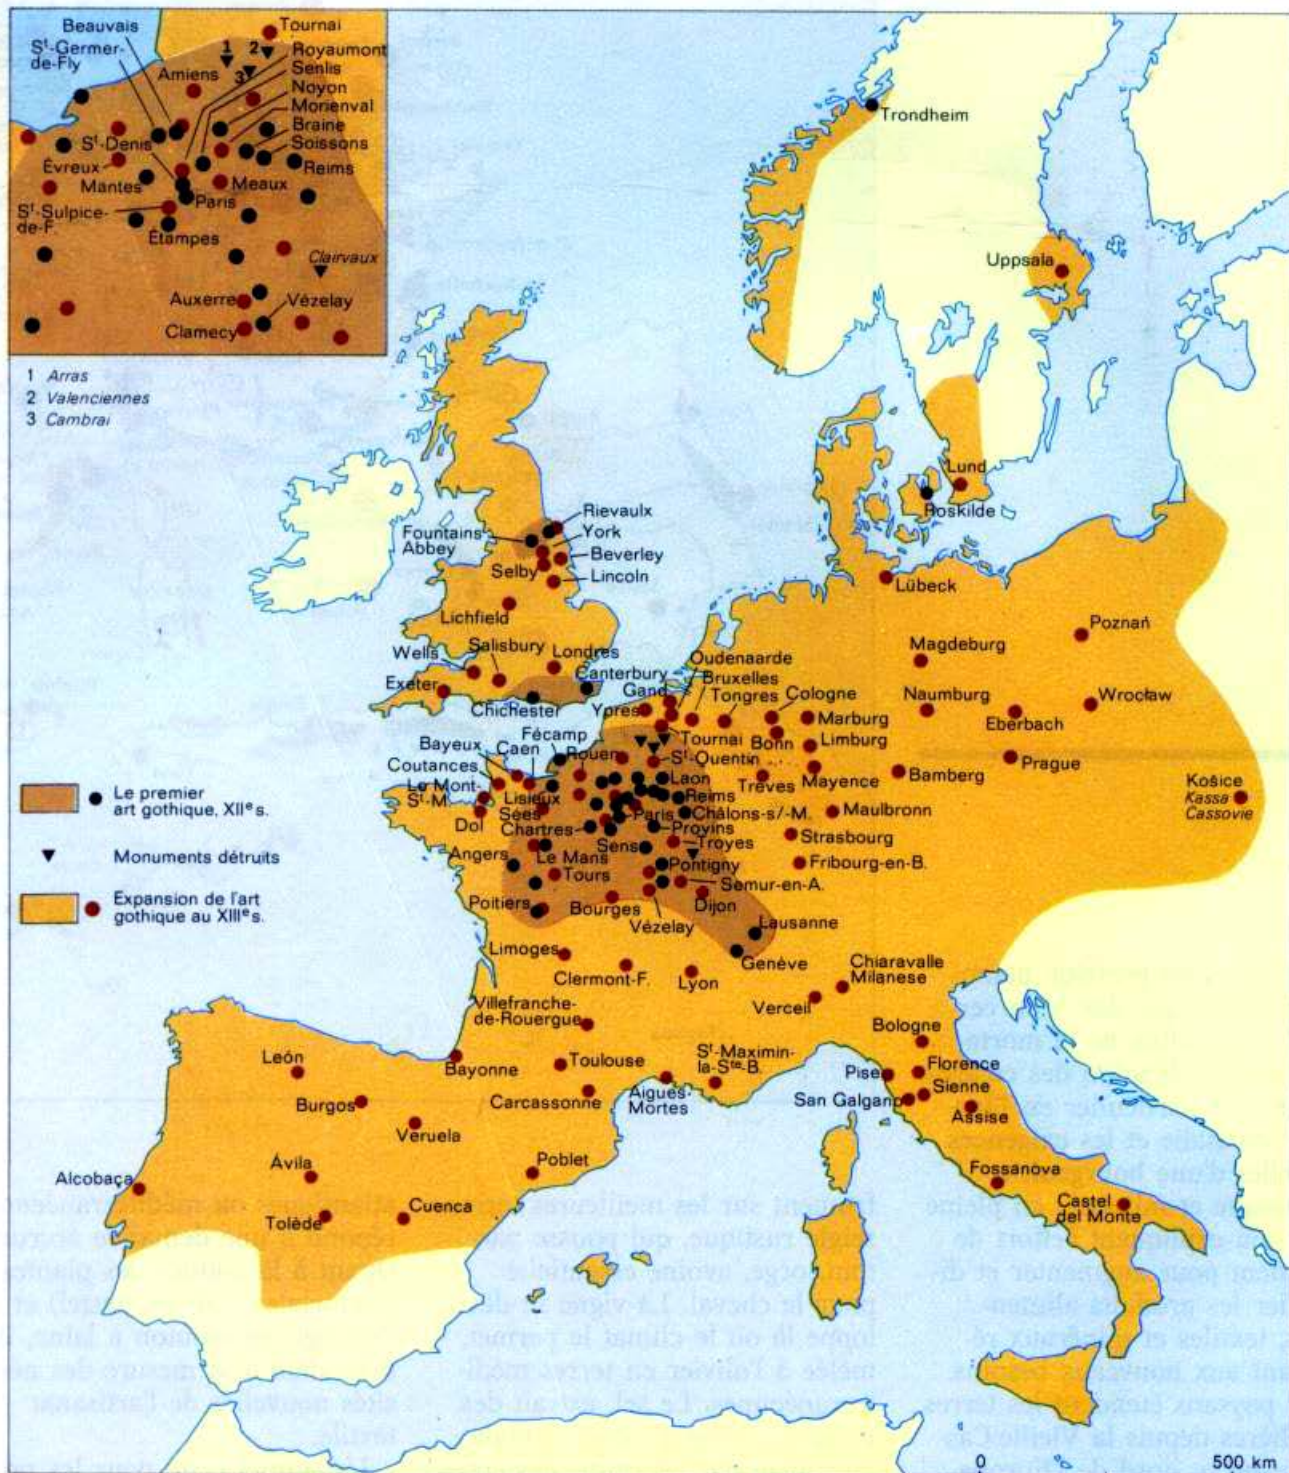 Beauvais
Sᵗ-Germer-
de-Fly
Tournai
1
2
3
Royaumont
Senlis
Noyon
Morienval
Braine
Soissons
Amiens
Sᵗ-Denis
Reims
Évreux
Mantes
Meaux
Paris
Sᵗ-Sulpice-
de-F.
Étampes
Clairvaux
Auxerre
Vézelay
Clamecy
1 Arras
2 Valenciennes
3 Cambrai
Trondheim
Uppsala
Lund
Roskilde
Rievaulx
Fountains
Abbey
York
Beverley
Selby
Lincoln
Lübeck
Lichfield
Poznań
Salisbury
Wells
Londres
Magdeburg
Oudenaarde
Canterbury
Bruxelles
Exeter
Gand
Tongres
Cologne
Naumburg
Wrocław
Chichester
Ypres
Marburg
Eberbach
Fécamp
Tournai
Bonn
Limburg
Bayeux
Caen
Rouen
Sᵗ-Quentin
Prague
Coutances
Laon
Trèves
Mayence
Bamberg
Košice
Kassa
Cassovie
Le Mont-
Sᵗ-M.
Lisieux
Reims
Sées
Paris
Châlons-s/-M.
Maulbronn
Dol
Chartres
Provins
Strasbourg
Sens
Troyes
Angers
Le Mans
Pontigny
Fribourg-en-B.
Tours
Semur-en-A.
Poitiers
Bourges
Dijon
Vézelay
Lausanne
Genève
Le premier
art gothique, XIIᵉ s.
Monuments détruits
Expansion de l'art
gothique au XIIIᵉ s.
Limoges
Clermont-F.
Lyon
Chiaravalle
Milanese
Verceil
Villefranche-
de-Rouergue
Bologne
León
Bayonne
Toulouse
Sᵗ-Maximin-
la-Sᵗᵉ-B.
Pise
Florence
Sienne
Burgos
Carcassonne
Aigues-
Mortes
San Galgano
Assise
Veruela
Alcobaça
Ávila
Poblet
Fossanova
Tolède
Cuenca
Castel
del Monte
0 500 km